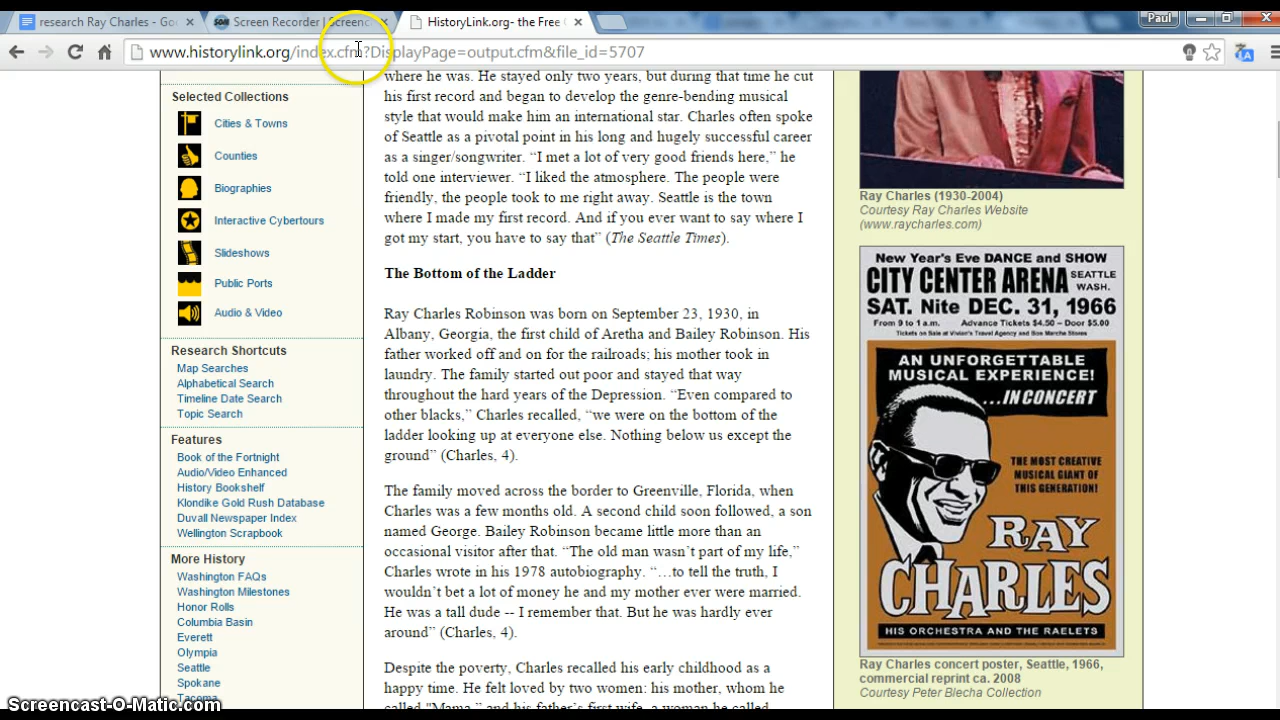 research Ray Charles - Goo
Screen Recorder | Screenc
HistoryLink.org- the Free
Paul
www.historylink.org/index.cfm?DisplayPage=output.cfm&file_id=5707
Selected Collections
Cities & Towns
Counties
Biographies
Interactive Cybertours
Slideshows
Public Ports
Audio & Video
Research Shortcuts
Map Searches
Alphabetical Search
Timeline Date Search
Topic Search
Features
Book of the Fortnight
Audio/Video Enhanced
History Bookshelf
Klondike Gold Rush Database
Duvall Newspaper Index
Wellington Scrapbook
More History
Washington FAQs
Washington Milestones
Honor Rolls
Columbia Basin
Everett
Olympia
Seattle
Spokane
Tacoma
where he was. He stayed only two years, but during that time he cut
his first record and began to develop the genre-bending musical
style that would make him an international star. Charles often spoke
of Seattle as a pivotal point in his long and hugely successful career
as a singer/songwriter. “I met a lot of very good friends here,” he
told one interviewer. “I liked the atmosphere. The people were
friendly, the people took to me right away. Seattle is the town
where I made my first record. And if you ever want to say where I
got my start, you have to say that” (The Seattle Times).
The Bottom of the Ladder
Ray Charles Robinson was born on September 23, 1930, in
Albany, Georgia, the first child of Aretha and Bailey Robinson. His
father worked off and on for the railroads; his mother took in
laundry. The family started out poor and stayed that way
throughout the hard years of the Depression. “Even compared to
other blacks,” Charles recalled, “we were on the bottom of the
ladder looking up at everyone else. Nothing below us except the
ground” (Charles, 4).
The family moved across the border to Greenville, Florida, when
Charles was a few months old. A second child soon followed, a son
named George. Bailey Robinson became little more than an
occasional visitor after that. “The old man wasn`t part of my life,”
Charles wrote in his 1978 autobiography. “…to tell the truth, I
wouldn`t bet a lot of money he and my mother ever were married.
He was a tall dude -- I remember that. But he was hardly ever
around” (Charles, 4).
Despite the poverty, Charles recalled his early childhood as a
happy time. He felt loved by two women: his mother, whom he
called "Mama," and his father's first wife, a woman he called
Ray Charles (1930-2004)
Courtesy Ray Charles Website
(www.raycharles.com)
New Year's Eve DANCE and SHOW
CITY CENTER ARENA SEATTLE WASH.
SAT. Nite DEC. 31, 1966
From 9 to 1 a.m. Advance Tickets $4.50 - Door $5.00
Tickets on Sale at Vivian's Travel Agency and Bon Marche Stores
AN UNFORGETTABLE
MUSICAL EXPERIENCE!
...IN CONCERT
THE MOST CREATIVE
MUSICAL GIANT OF
THIS GENERATION!
RAY
CHARLES
HIS ORCHESTRA AND THE RAELETS
Ray Charles concert poster, Seattle, 1966,
commercial reprint ca. 2008
Courtesy Peter Blecha Collection
Screencast-O-Matic.com